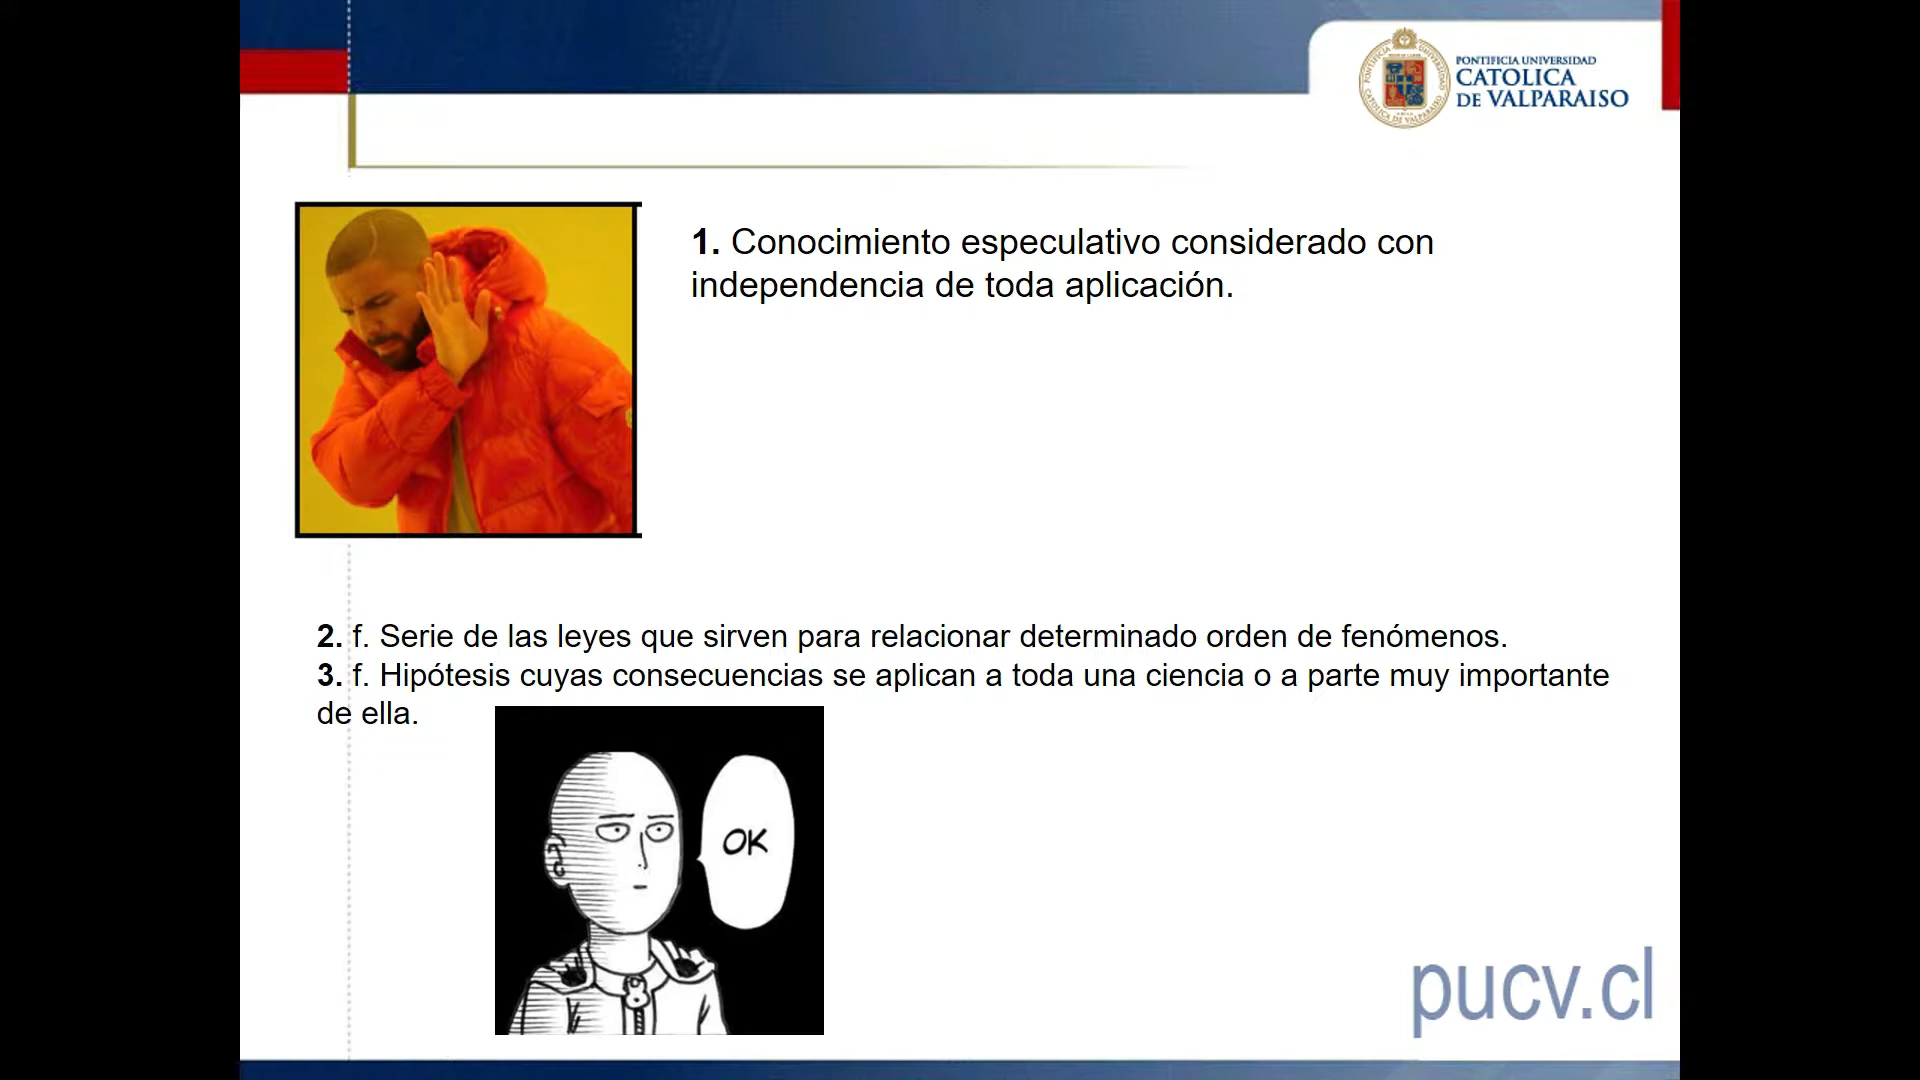 PONTIFICIA UNIVERSIDAD
CATOLICA
DE VALPARAISO
1. Conocimiento especulativo considerado con
independencia de toda aplicación.
2. f. Serie de las leyes que sirven para relacionar determinado orden de fenómenos.
3. f. Hipótesis cuyas consecuencias se aplican a toda una ciencia o a parte muy importante
de ella.
OK
pucv.cl